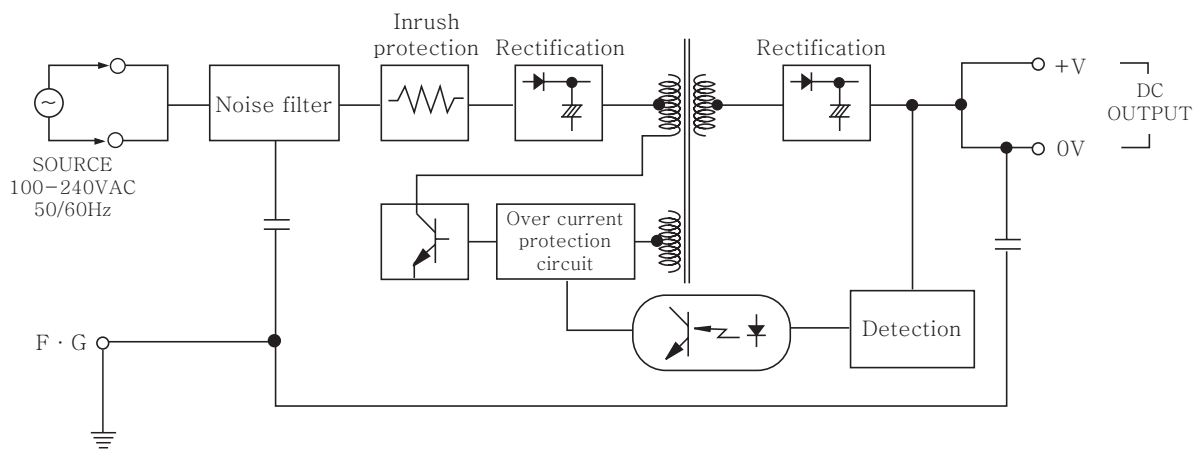 Inrush
protection
Rectification
Rectification
Noise filter
+V
DC
OUTPUT
0V
SOURCE
100-240VAC
50/60Hz
Over current
protection
circuit
Detection
F · G